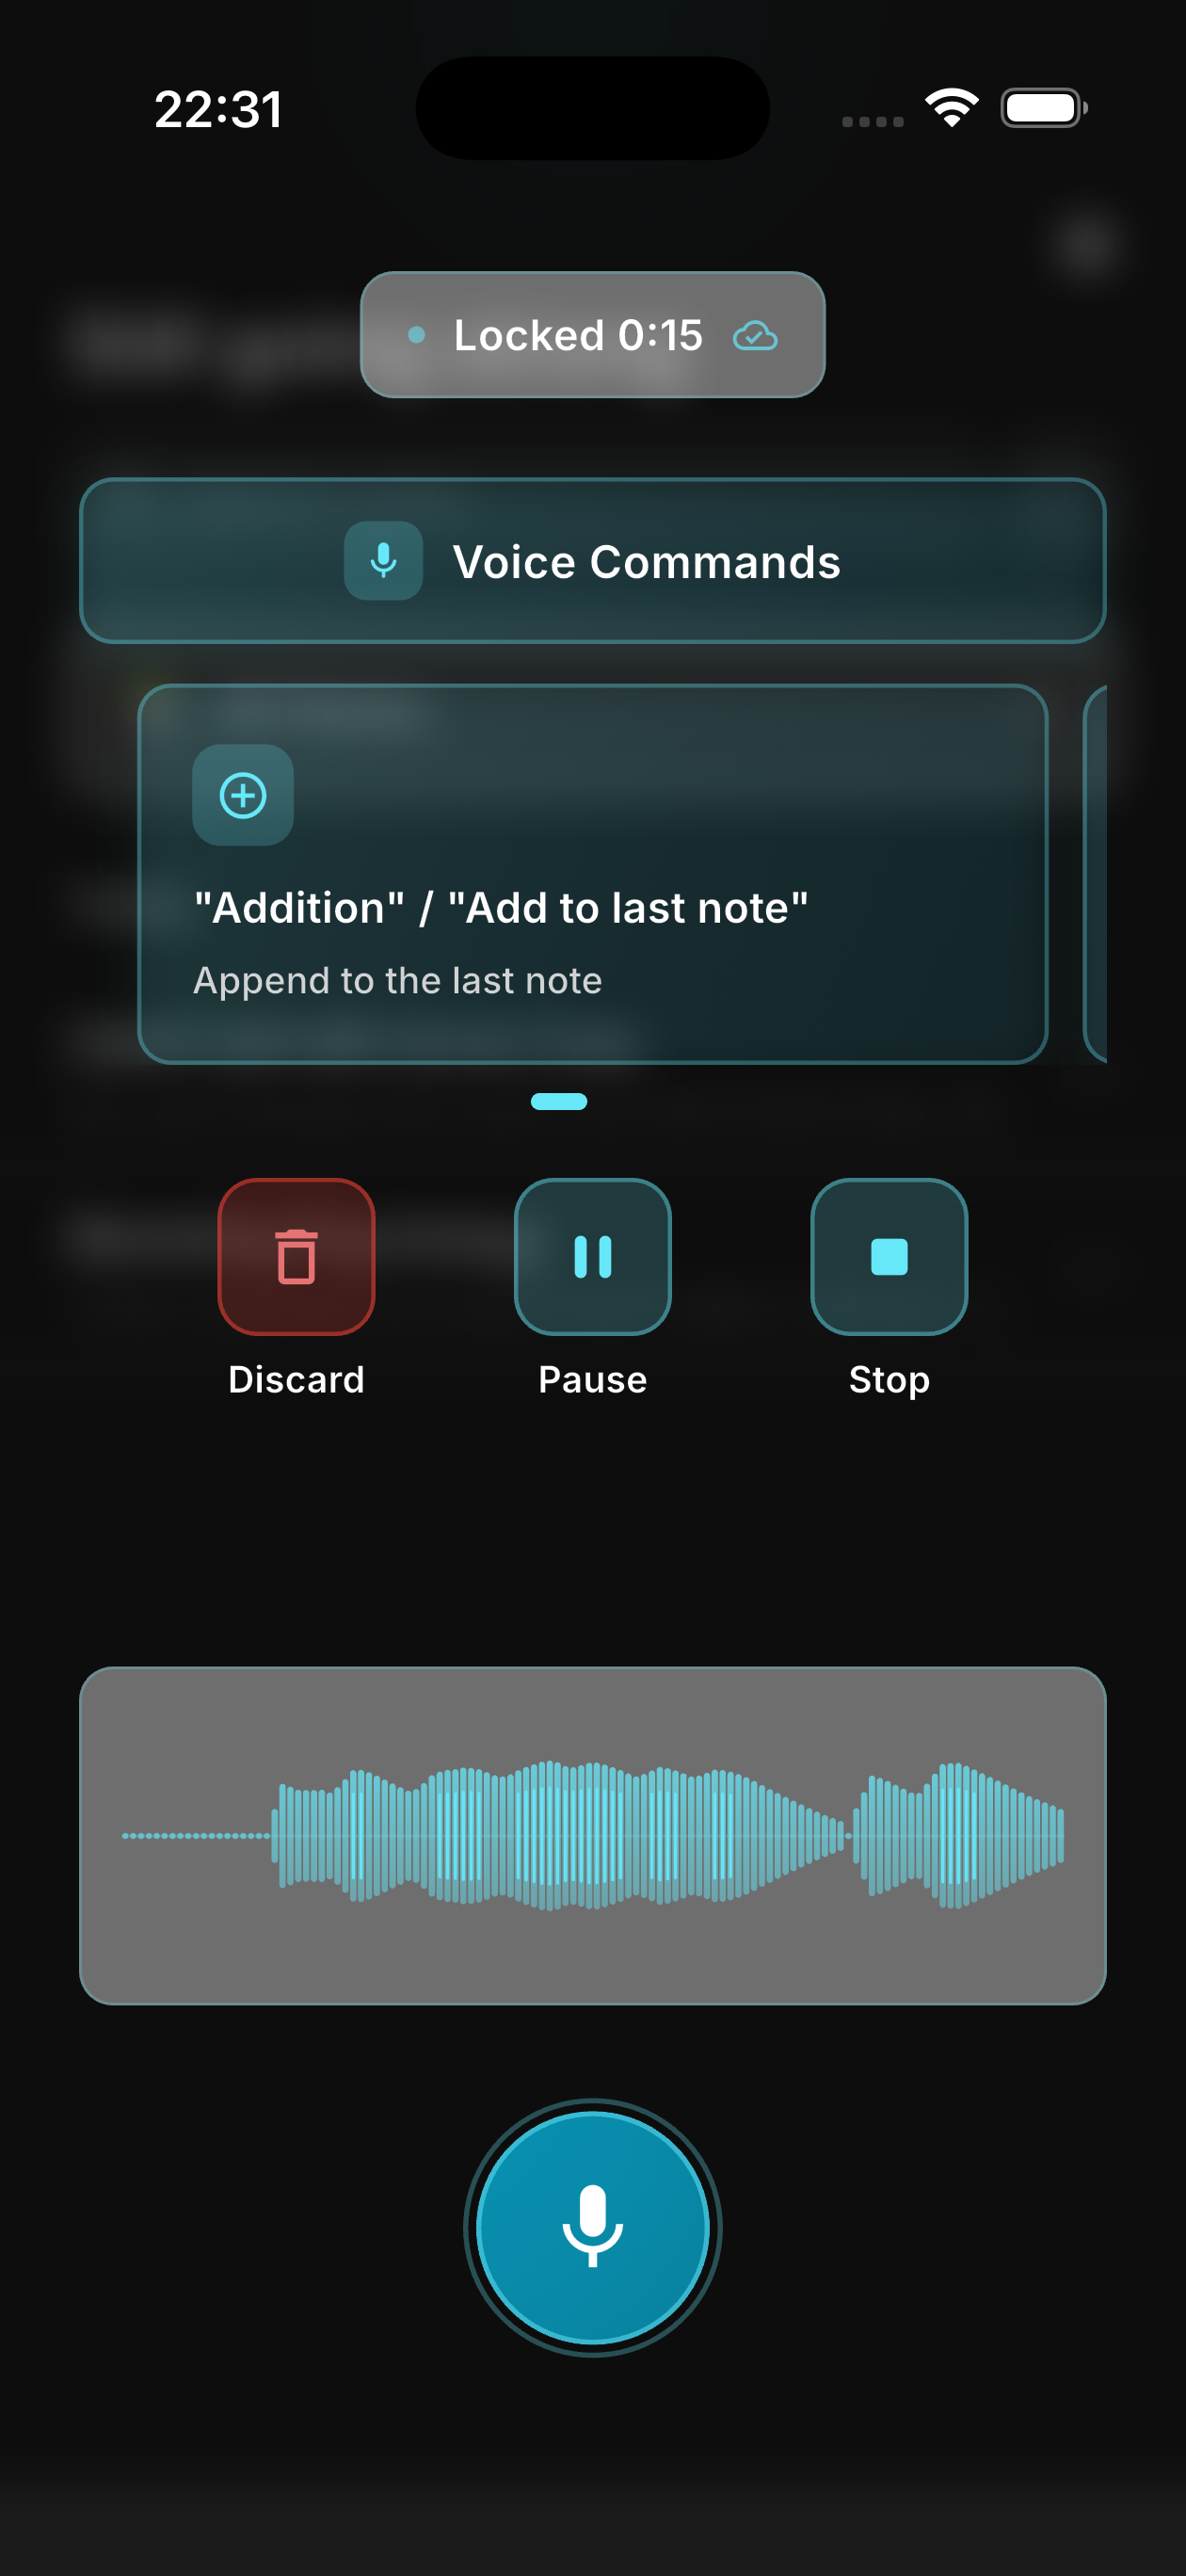 22:31
Locked 0:15
Voice Commands
"Addition" / "Add to last note"
Append to the last note
Discard
Pause
Stop